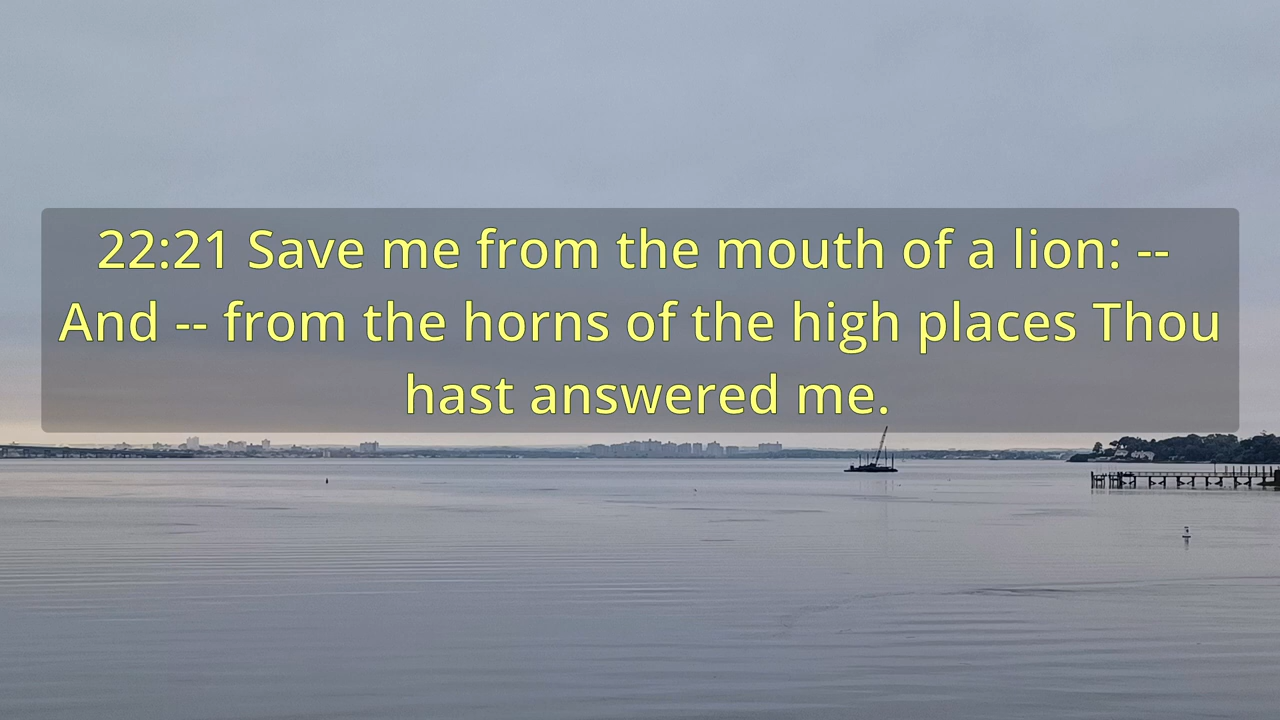 22:21 Save me from the mouth of a lion: --
And -- from the horns of the high places Thou
hast answered me.